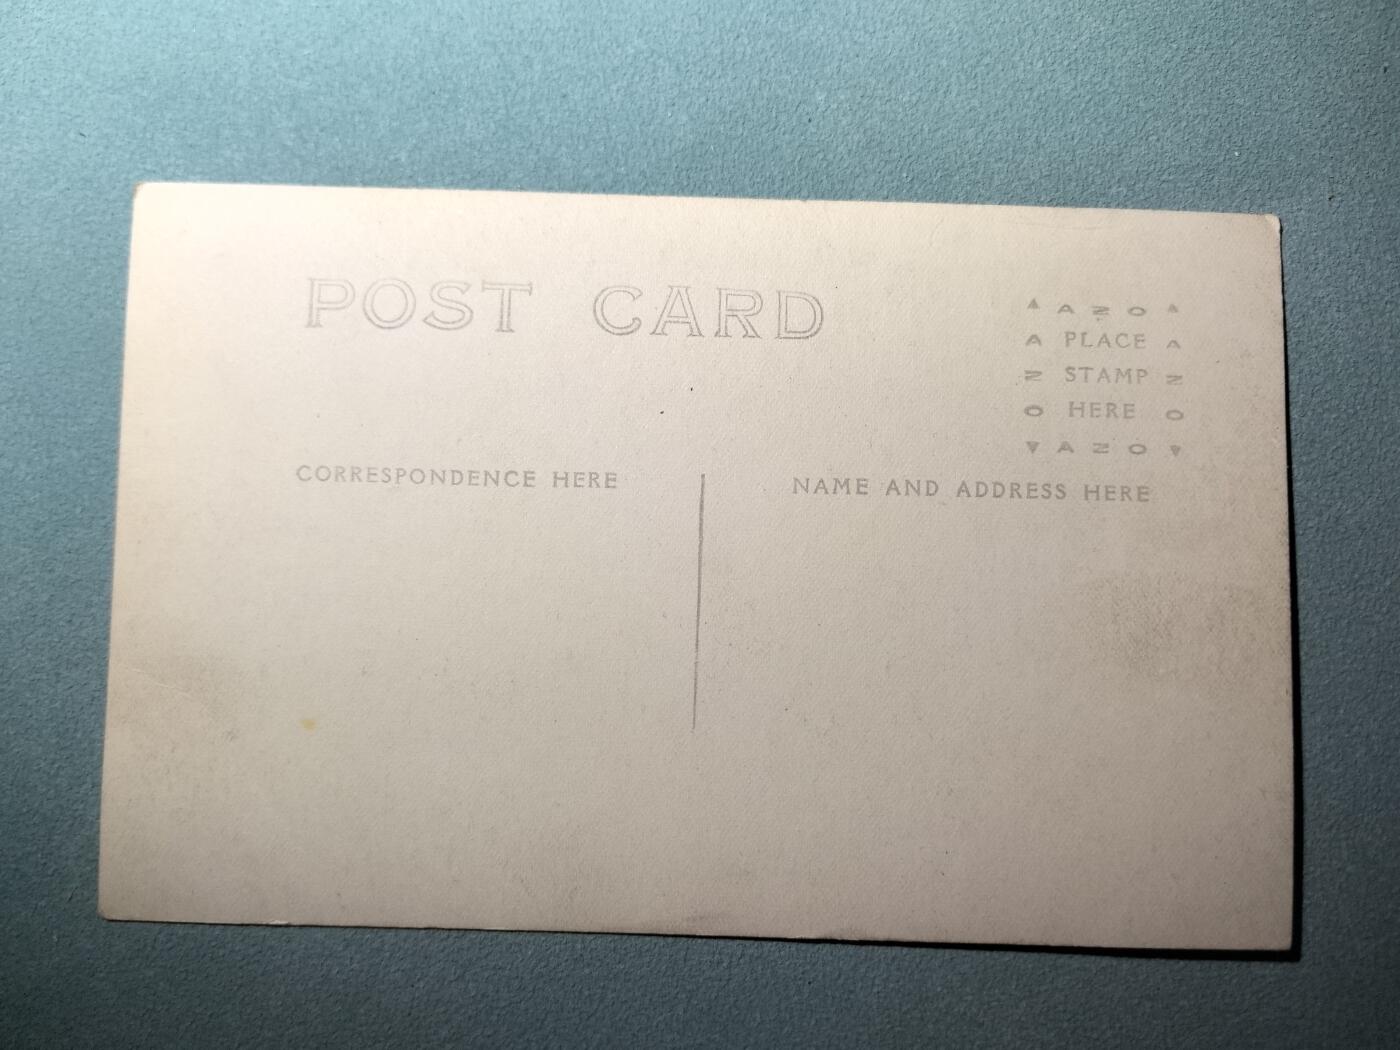 POST CARD
▲ AZO ▲
A PLACE A
Z STAMP Z
O HERE O
▼ AZO ▼
CORRESPONDENCE HERE
NAME AND ADDRESS HERE